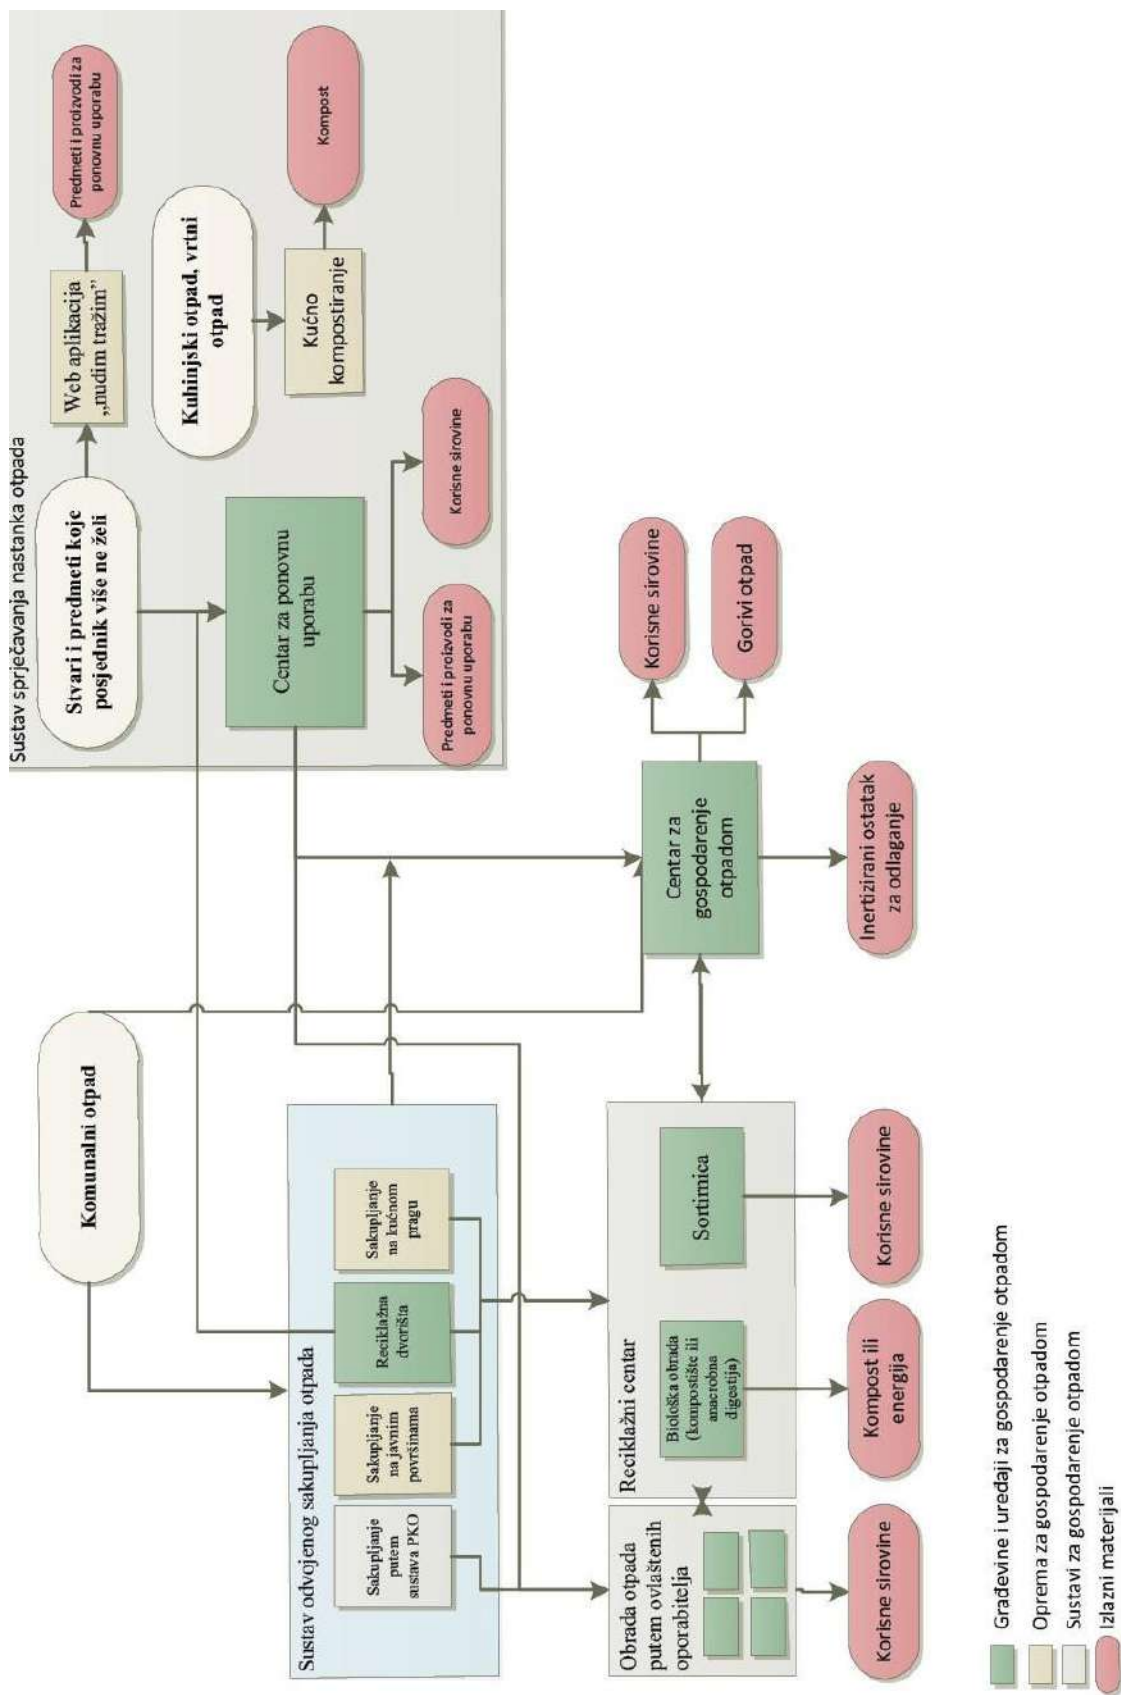 Komunalni otpad
Sustav odvojenog sakupljanja otpada
Sakupljanje
putem
sustava PKO
Sakupljanje
na javnim
površinama
Reciklažna
dvorišta
Sakupljanje
na kućnom
pragu
Obrada otpada
putem ovlaštenih
oporabitelja
Korisne sirovine
Reciklažni centar
Biološka obrada
(kompostište ili
anaerobna
digestija)
Sortirnica
Kompost ili
energija
Korisne sirovine
Sustav sprječavanja nastanka otpada
Stvari i predmeti koje
posjednik više ne želi
Web aplikacija
„nudim tražim”
Predmeti i proizvodi za
ponovnu uporabu
Kuhinjski otpad, vrtni
otpad
Kućno
kompostiranje
Kompost
Centar za ponovnu
uporabu
Predmeti i proizvodi za
ponovnu uporabu
Korisne sirovine
Centar za
gospodarenje
otpadom
Korisne sirovine
Gorivi otpad
Inertizirani ostatak
za odlaganje
Građevine i uređaji za gospodarenje otpadom
Oprema za gospodarenje otpadom
Sustavi za gospodarenje otpadom
Izlazni materijali